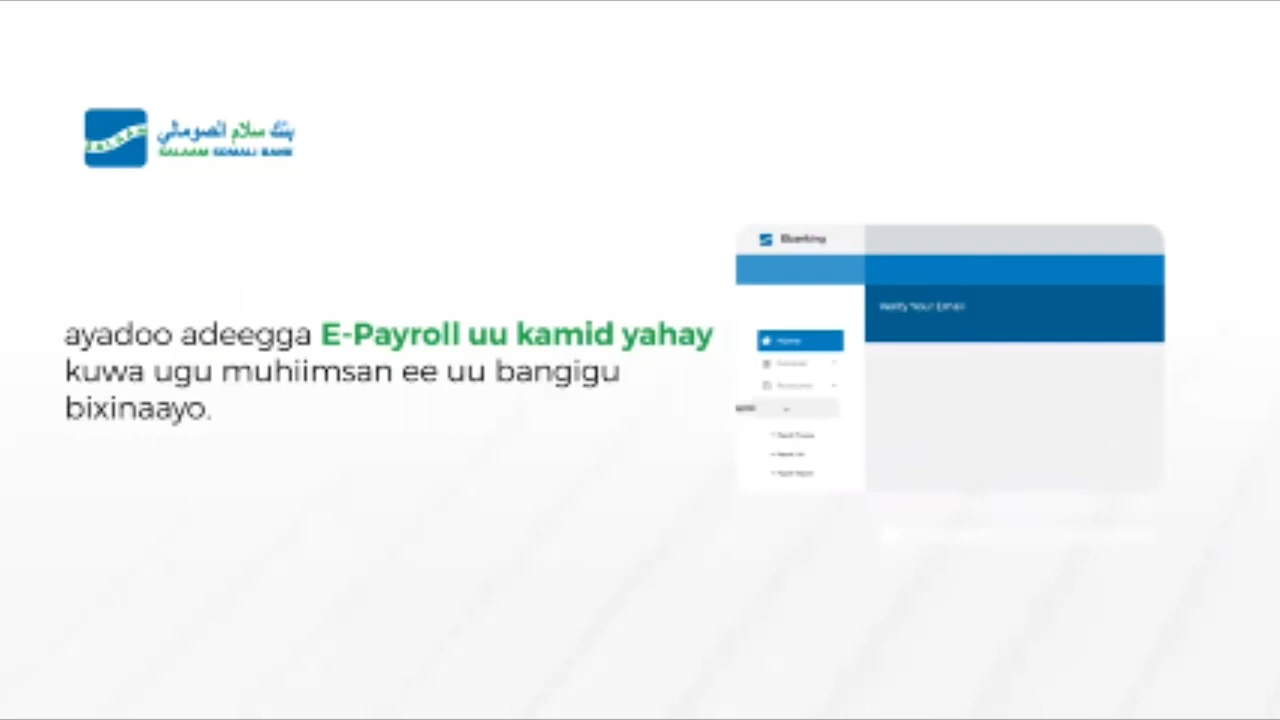 بنك سلام الصومالي
SALAAM SOMALI BANK
ayadoo adeegga E-Payroll uu kamid yahay
kuwa ugu muhiimsan ee uu bangigu
bixinaayo.
Ebanking
Verify Your Email
Home